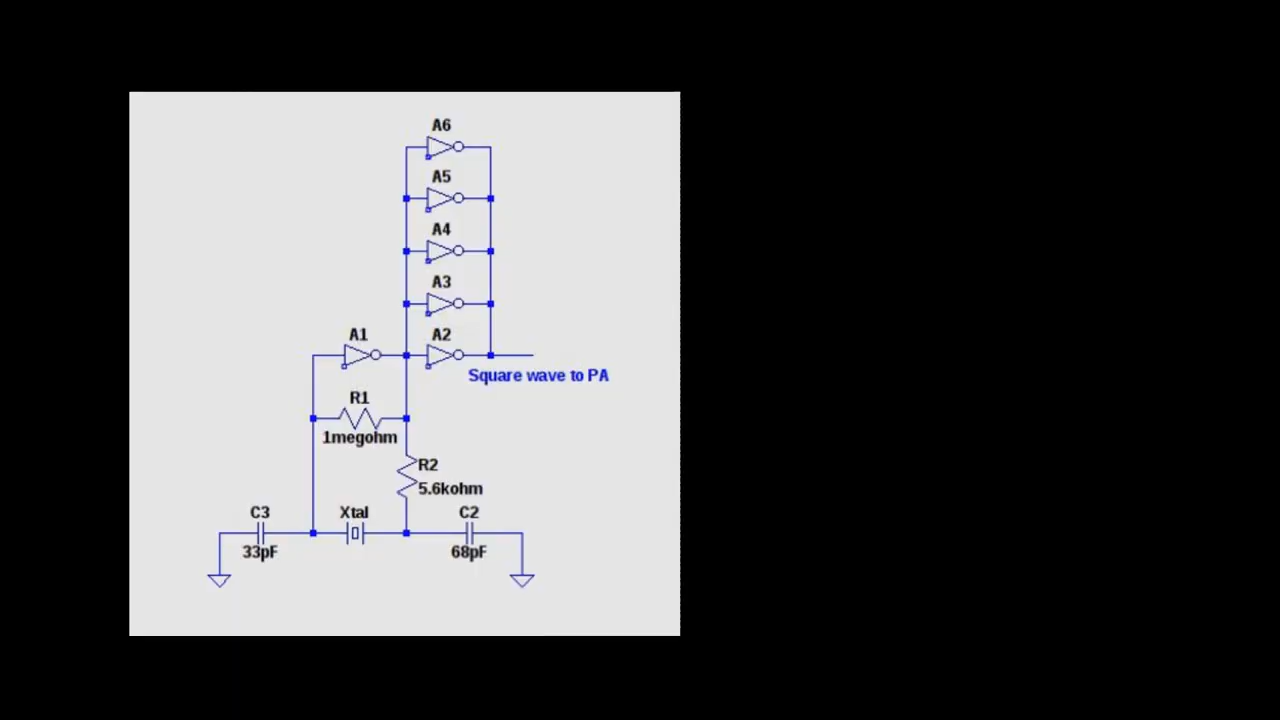 A6
A5
A4
A3
A1
A2
Square wave to PA
R1
1megohm
R2
5.6kohm
C3
Xtal
C2
33pF
68pF